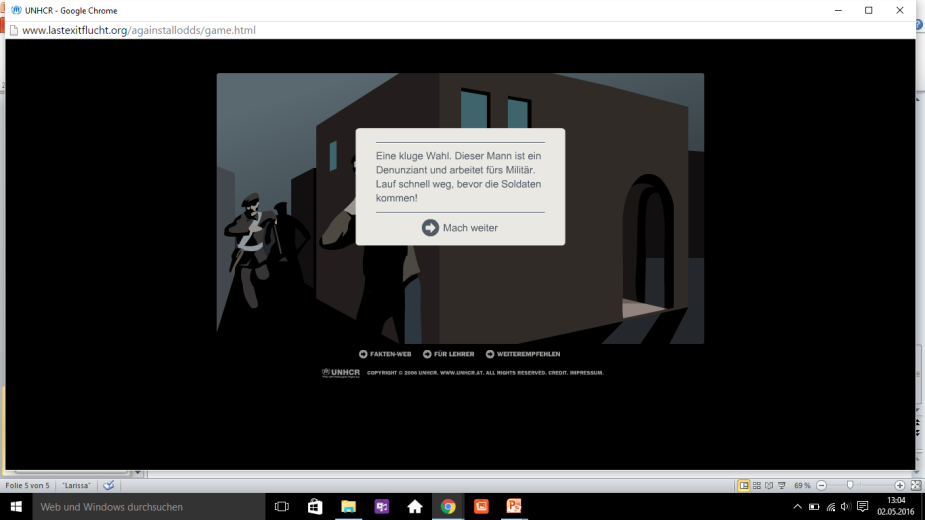 UNHCR - Google Chrome
www.lastexitflucht.org/againstallodds/game.html
Eine kluge Wahl. Dieser Mann ist ein
Denunziant und arbeitet fürs Militär.
Lauf schnell weg, bevor die Soldaten
kommen!
Mach weiter
FAKTEN-WEB FÜR LEHRER WEITEREMPFEHLEN
UNHCR COPYRIGHT © 2006 UNHCR. WWW.UNHCR.AT. ALL RIGHTS RESERVED. CREDIT. IMPRESSUM.
Folie 5 von 5 "Larissa" 69 %
Web und Windows durchsuchen
13:04
02.05.2016